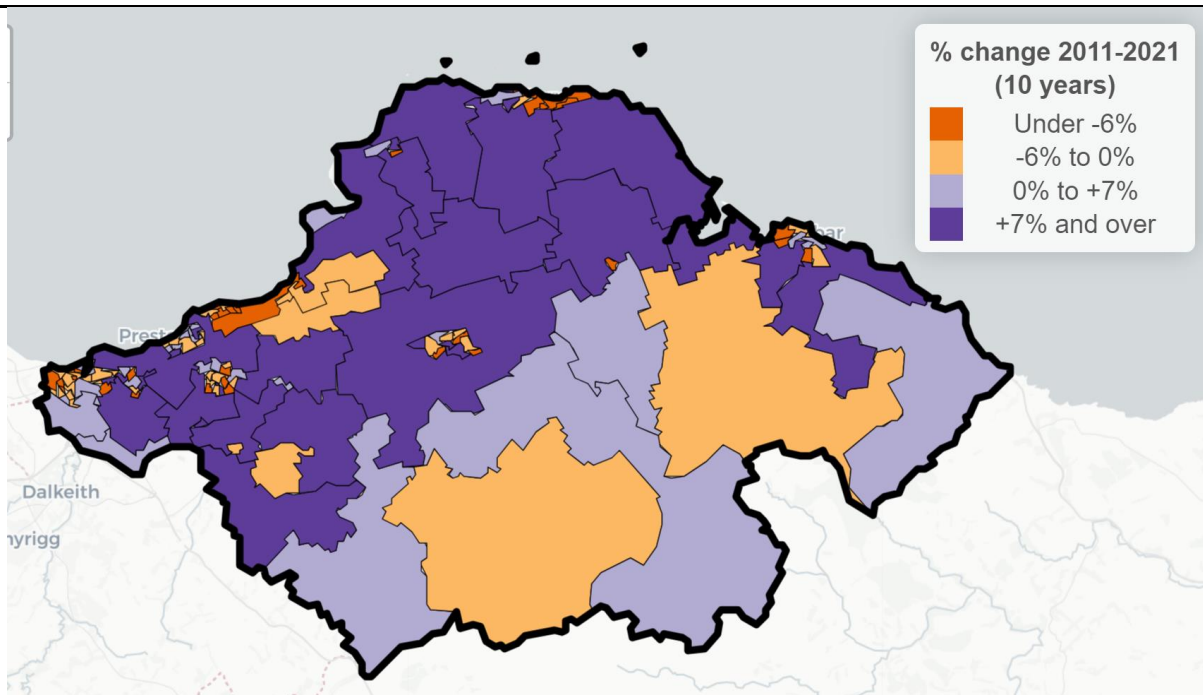 % change 2011-2021
(10 years)
Under -6%
-6% to 0%
0% to +7%
+7% and over
Dalkeith